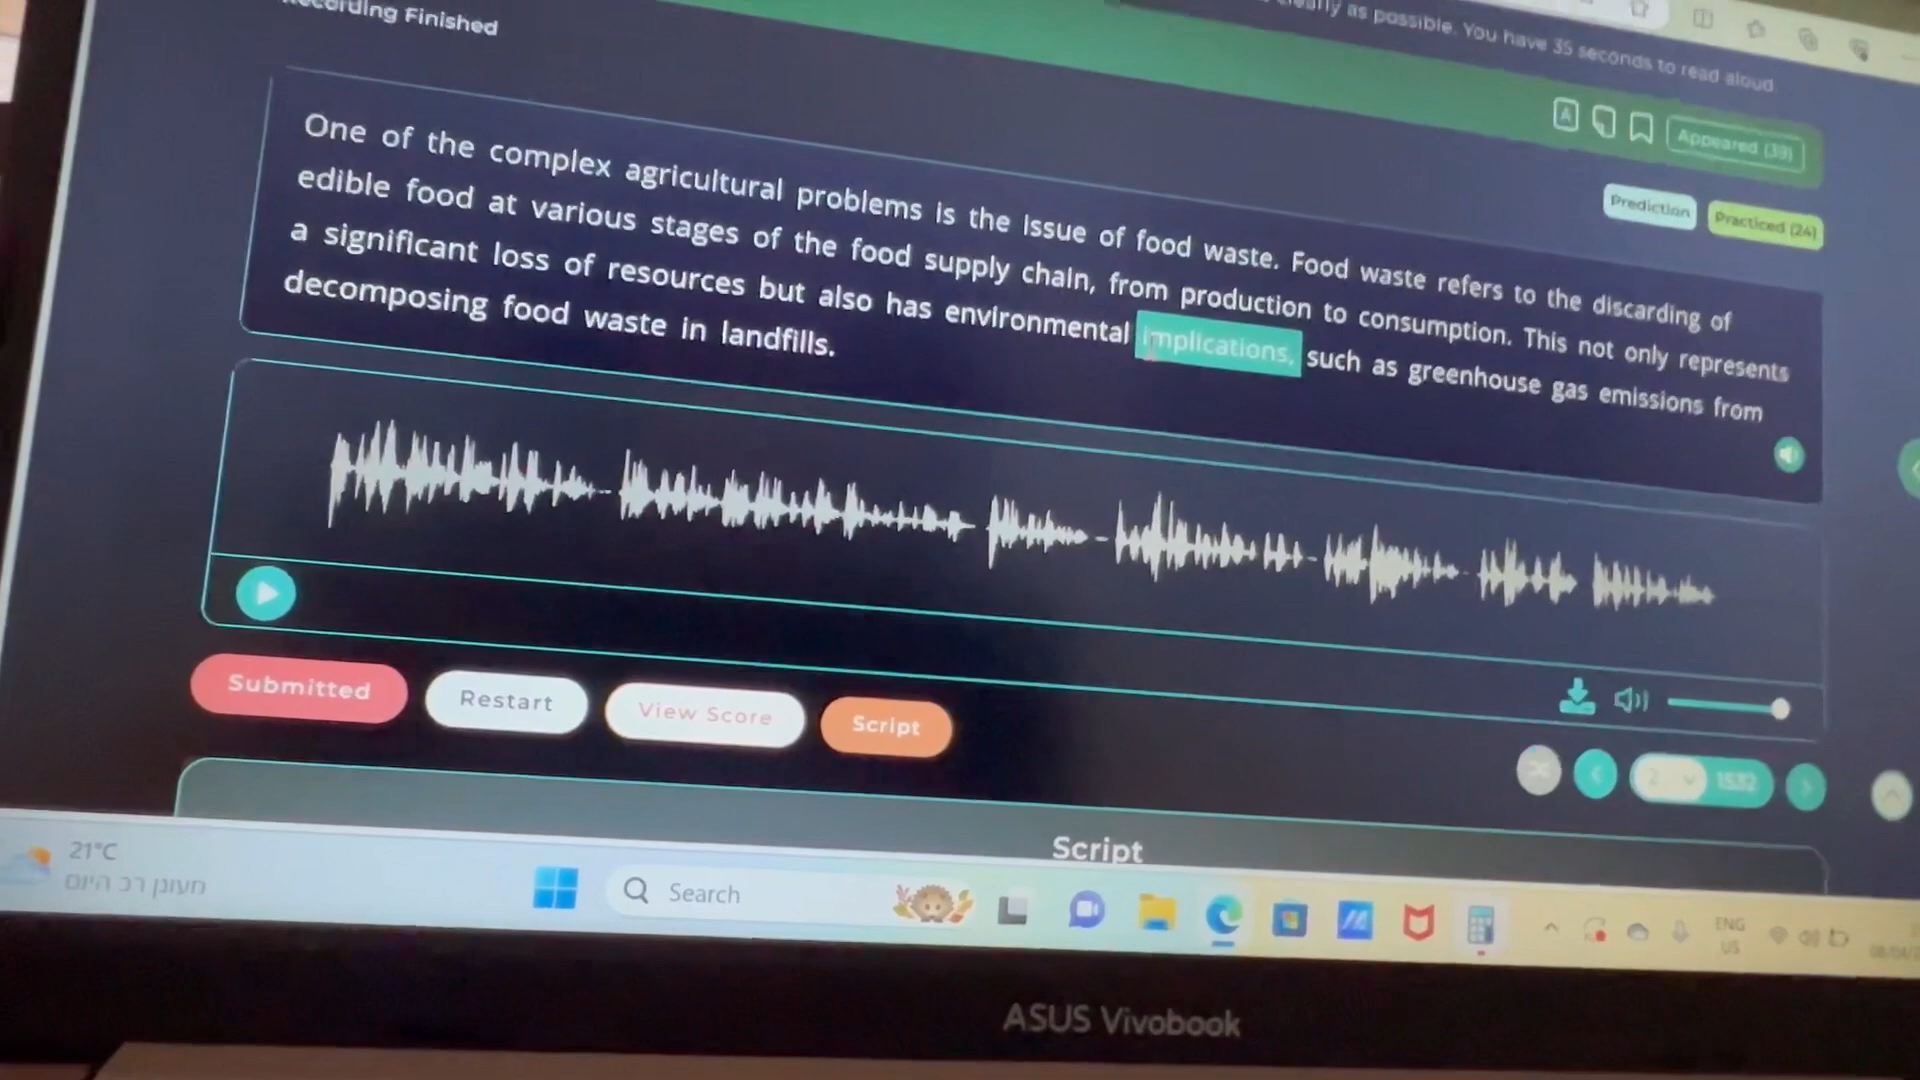 Recording Finished
as possible. You have 35 seconds to read aloud
Appeared (39)
Prediction
Practiced (24)
One of the complex agricultural problems is the issue of food waste. Food waste refers to the discarding of
edible food at various stages of the food supply chain, from production to consumption. This not only represents
a significant loss of resources but also has environmental implications, such as greenhouse gas emissions from
decomposing food waste in landfills.
Submitted
Restart
View Score
Script
2
1532
Script
21°C
מעונן רב היום
Search
ENG
US
ASUS Vivobook